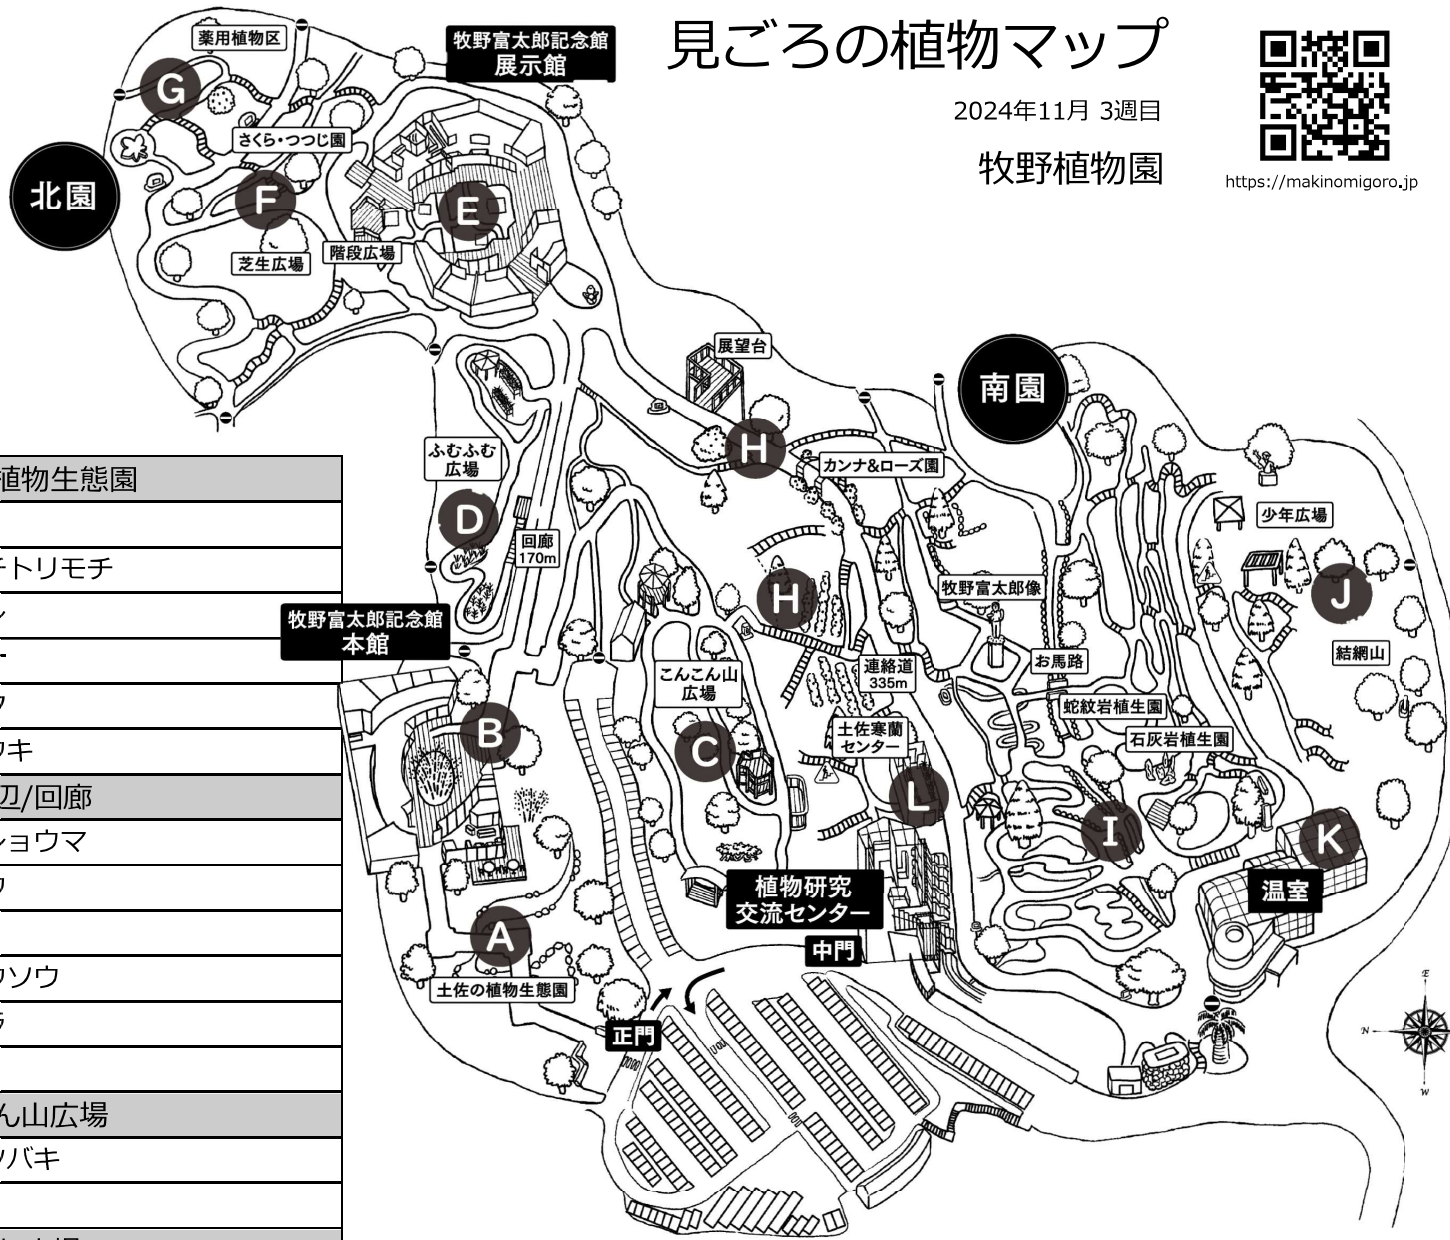 見ごろの植物マップ
2024年11月 3週目
牧野植物園
https://makinomigoro.jp
薬用植物区
牧野富太郎記念館
展示館
G
さくら・つつじ園
北園
F
E
芝生広場
階段広場
展望台
南園
H
カンナ&ローズ園
ふむふむ
広場
D
回廊
170m
少年広場
H
牧野富太郎像
J
牧野富太郎記念館
本館
お馬路
結網山
こんこん山
広場
連絡道
335m
蛇紋岩植生園
B
C
土佐寒蘭
センター
石灰岩植生園
L
I
K
植物研究
交流センター
温室
A
中門
土佐の植物生態園
正門
E
N
W
植物生態園
トリモチ
キ
辺/回廊
ショウマ
ソウ
ん山広場
バキ